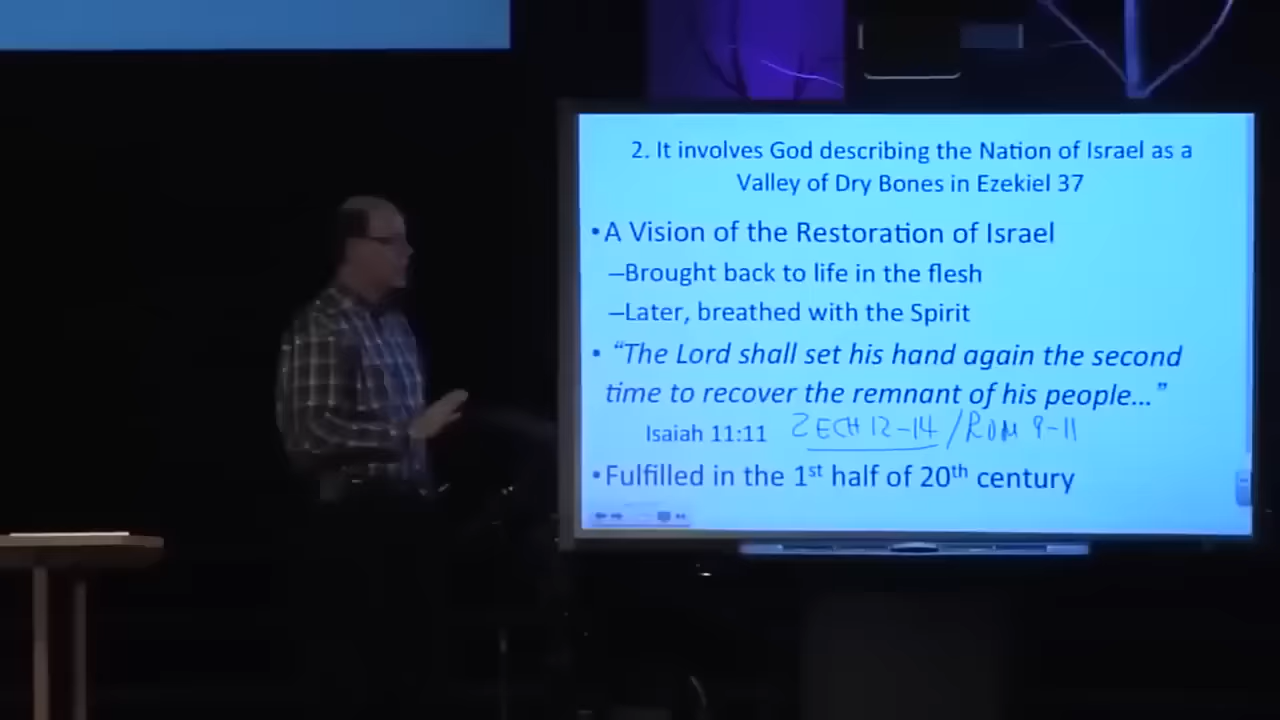 2. It involves God describing the Nation of Israel as a
Valley of Dry Bones in Ezekiel 37
•A Vision of the Restoration of Israel
–Brought back to life in the flesh
–Later, breathed with the Spirit
• “The Lord shall set his hand again the second
time to recover the remnant of his people...”
Isaiah 11:11 ZECH 12-14/ROM 9-11
•Fulfilled in the 1st half of 20th century